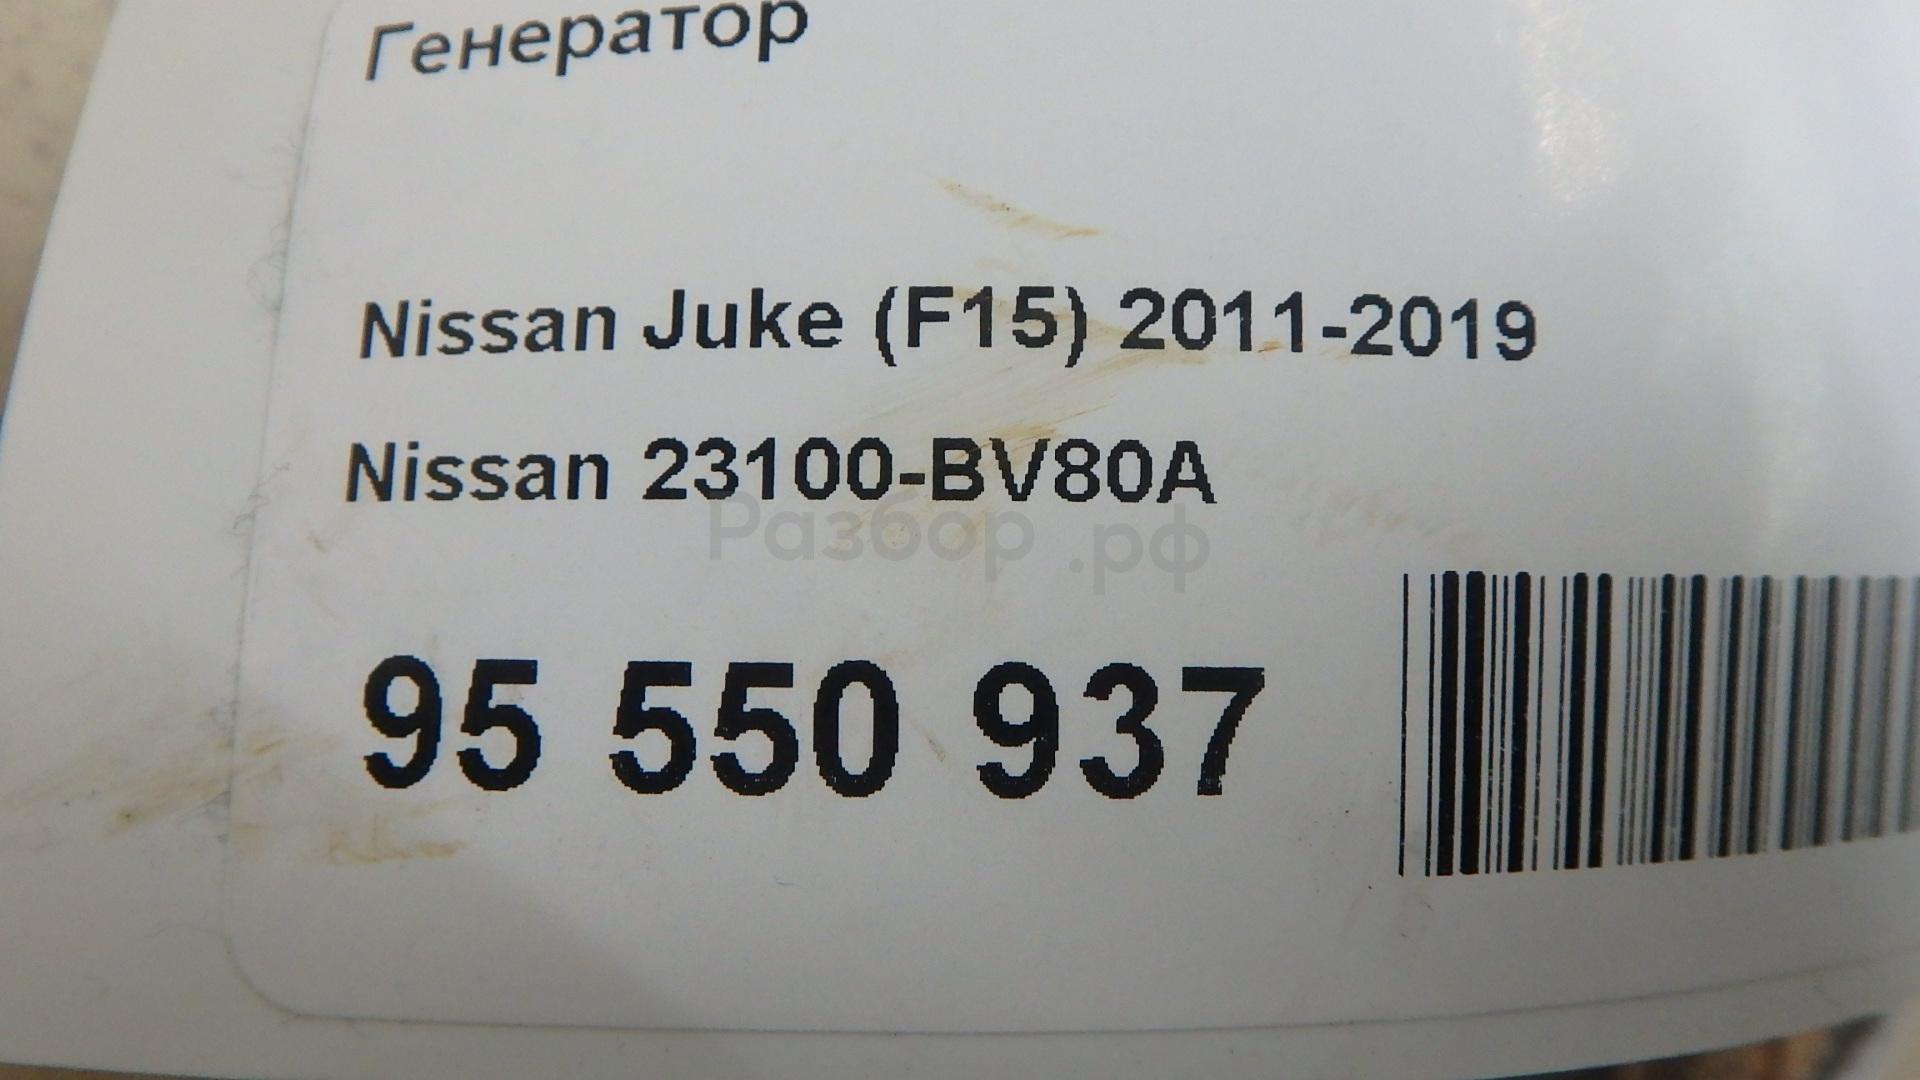 Генератор
Nissan Juke (F15) 2011-2019
Nissan 23100-BV80A
Разбор.рф
95 550 937